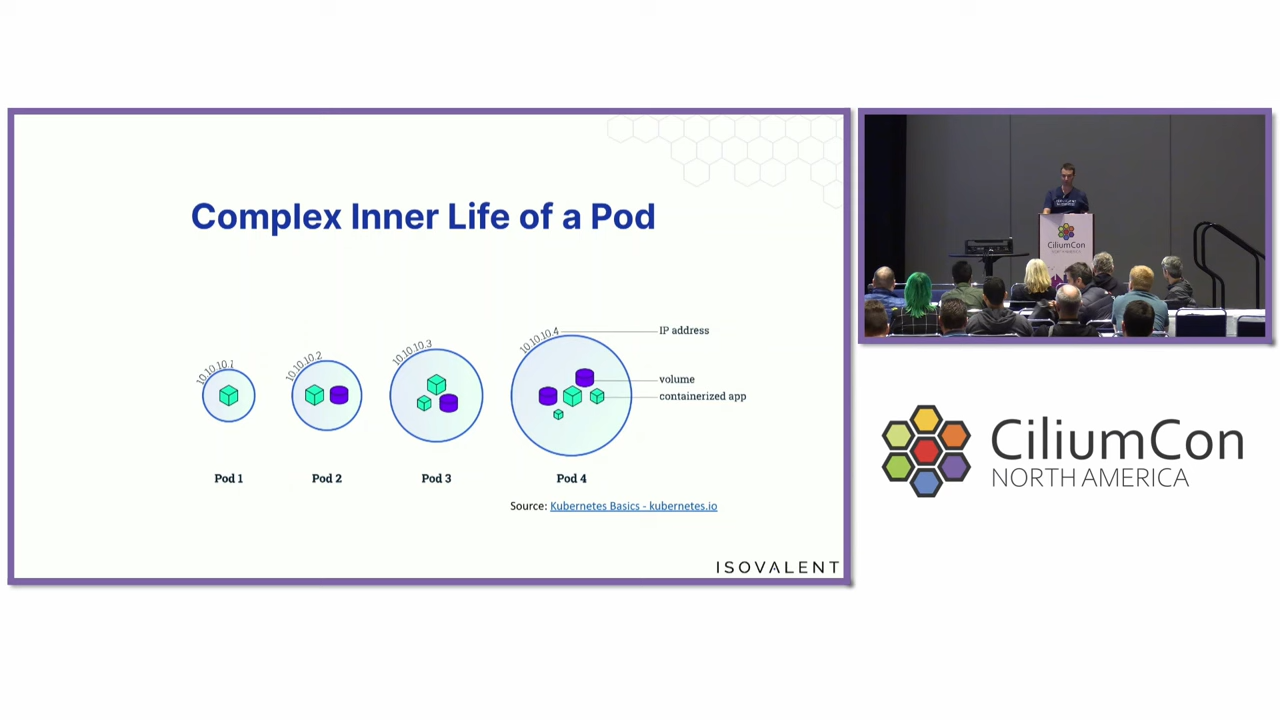 Complex Inner Life of a Pod
10.10.10.1
10.10.10.2
10.10.10.3
10.10.10.4
IP address
volume
containerized app
Pod 1
Pod 2
Pod 3
Pod 4
Source: Kubernetes Basics - kubernetes.io
ISOVALENT
CiliumCon
CiliumCon
NORTH AMERICA